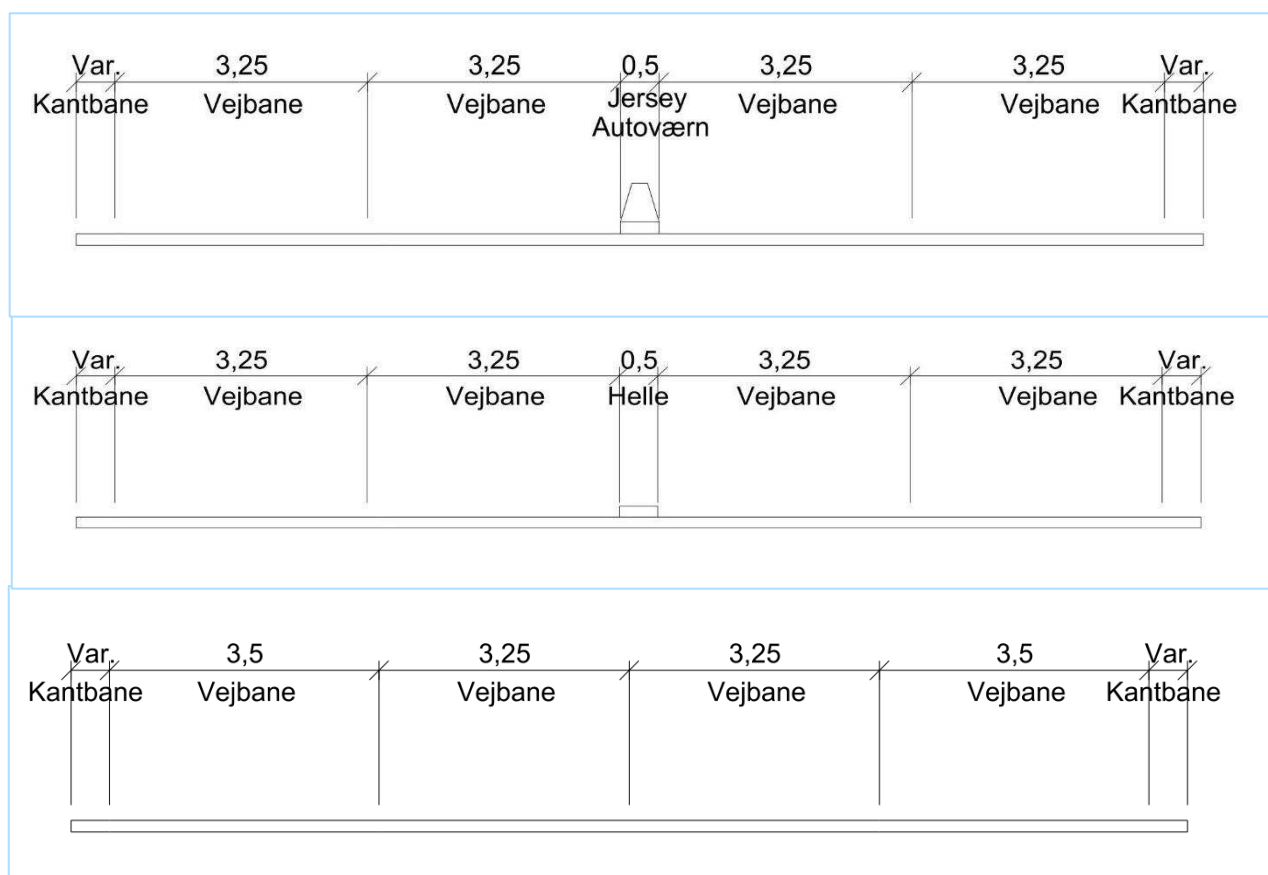 Var. 3,25 3,25 0,5 3,25 3,25 Var.
Kantbane Vejbane Vejbane Jersey Vejbane Vejbane Kantbane
Autoværn
Var. 3,25 3,25 0,5 3,25 3,25 Var.
Kantbane Vejbane Vejbane Helle Vejbane Vejbane Kantbane
Var. 3,5 3,25 3,25 3,5 Var.
Kantbane Vejbane Vejbane Vejbane Vejbane Kantbane